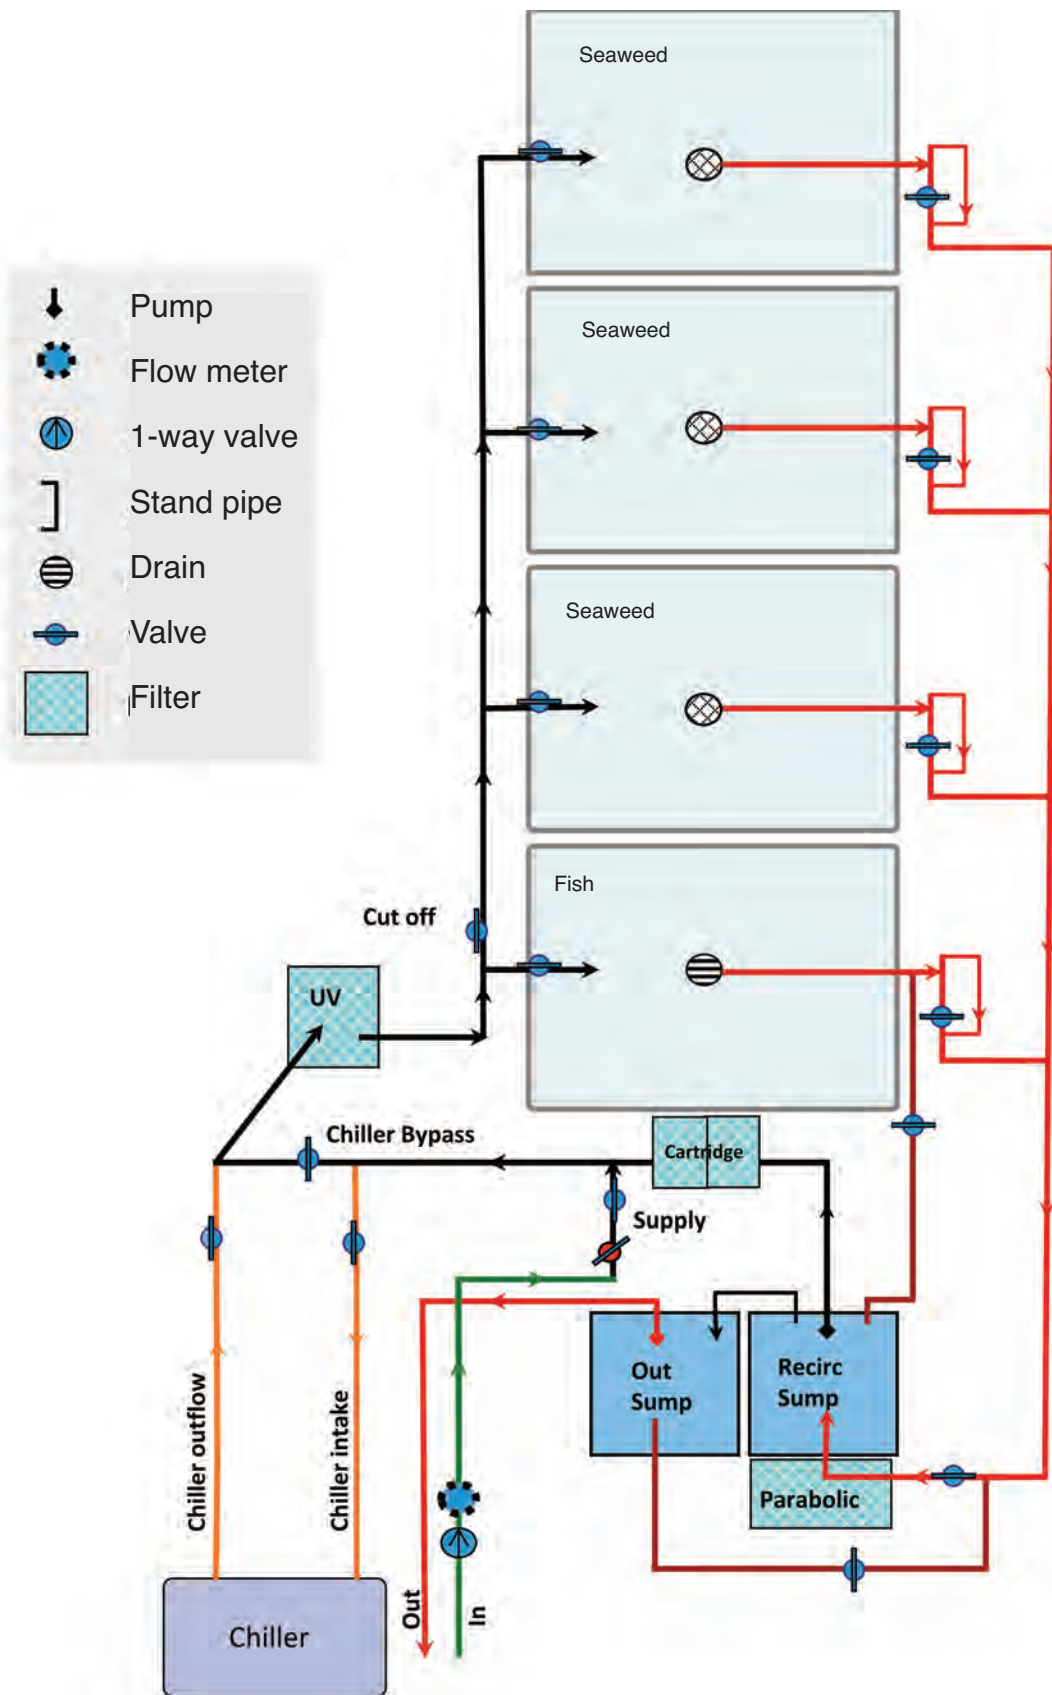 Seaweed
Pump
Flow meter
1-way valve
Stand pipe
Drain
Valve
Filter
Seaweed
Seaweed
Fish
Cut off
UV
Chiller Bypass
Cartridge
Supply
Out
Sump
Recirc
Sump
Parabolic
Chiller outflow
Chiller intake
Out
In
Chiller